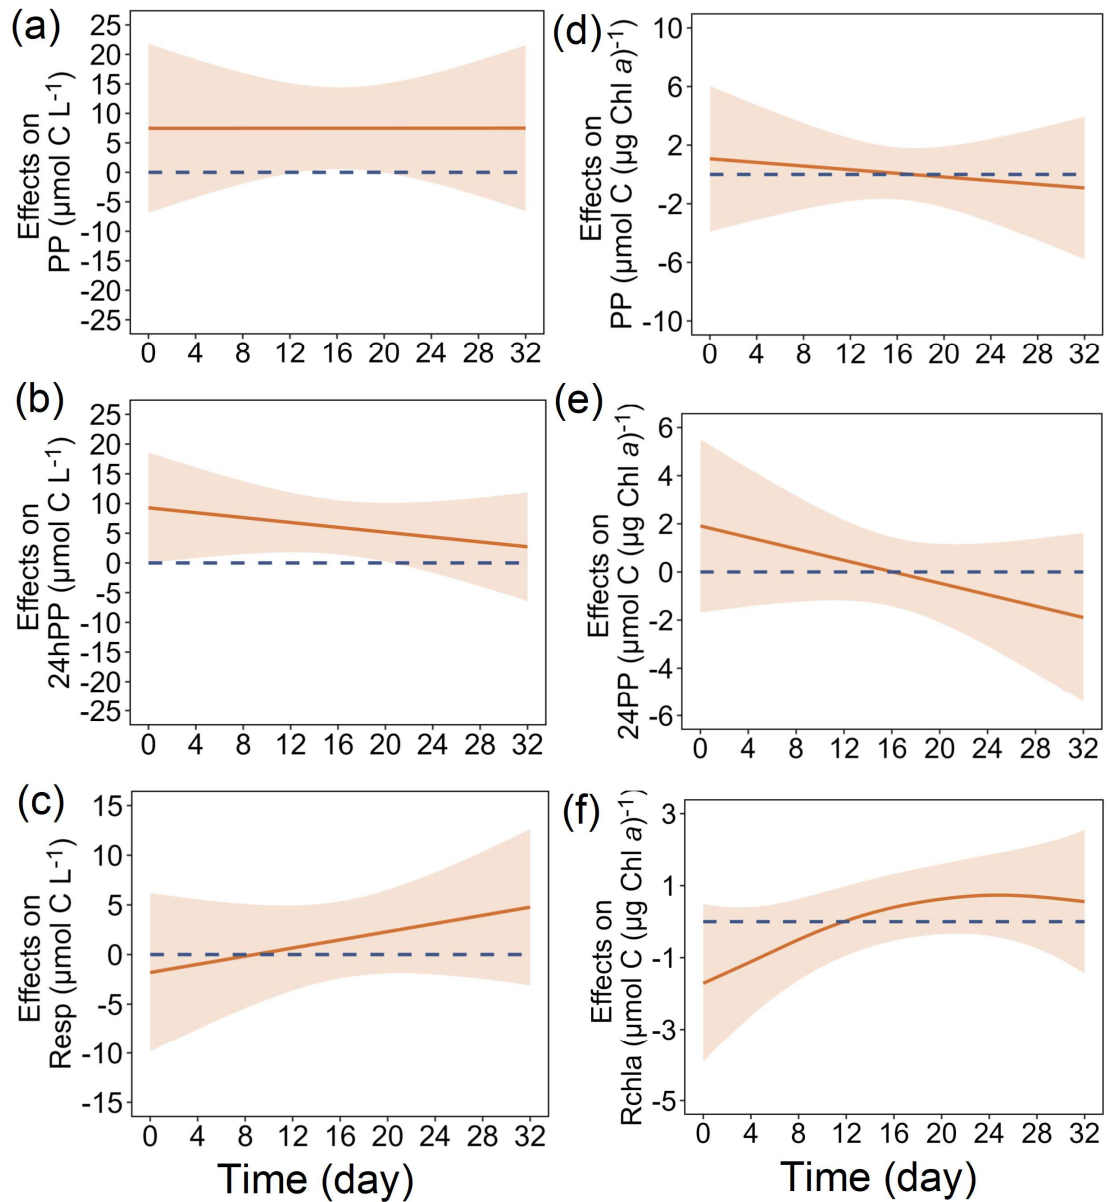 (a)
Effects on
PP (µmol C L-1)
25
20
15
10
5
0
-5
-10
-15
-20
-25
0 4 8 12 16 20 24 28 32
(d)
Effects on
PP (µmol C (µg Chl a)-1)
10
6
2
-2
-6
-10
0 4 8 12 16 20 24 28 32
(b)
Effects on
24hPP (µmol C L-1)
25
20
15
10
5
0
-5
-10
-15
-20
-25
0 4 8 12 16 20 24 28 32
(e)
Effects on
24PP (µmol C (µg Chl a)-1)
6
4
2
0
-2
-4
-6
0 4 8 12 16 20 24 28 32
(c)
Effects on
Resp (µmol C L-1)
15
10
5
0
-5
-10
-15
0 4 8 12 16 20 24 28 32
Time (day)
(f)
Effects on
Rchla (µmol C (µg Chl a)-1)
3
1
-1
-3
-5
0 4 8 12 16 20 24 28 32
Time (day)